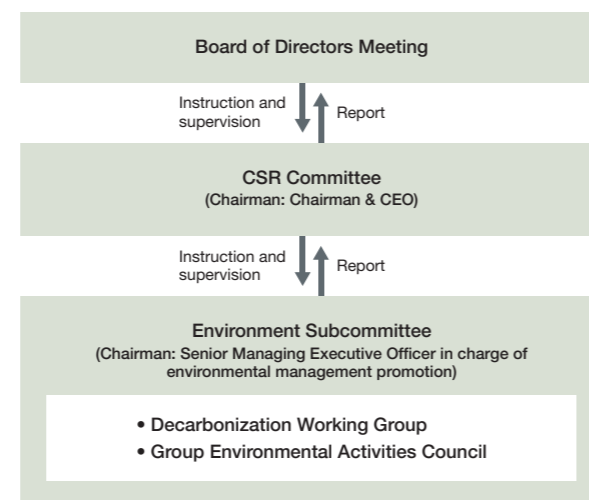 Board of Directors Meeting
Instruction and
supervision
Report
CSR Committee
(Chairman: Chairman & CEO)
Instruction and
supervision
Report
Environment Subcommittee
(Chairman: Senior Managing Executive Officer in charge of
environmental management promotion)
• Decarbonization Working Group
• Group Environmental Activities Council